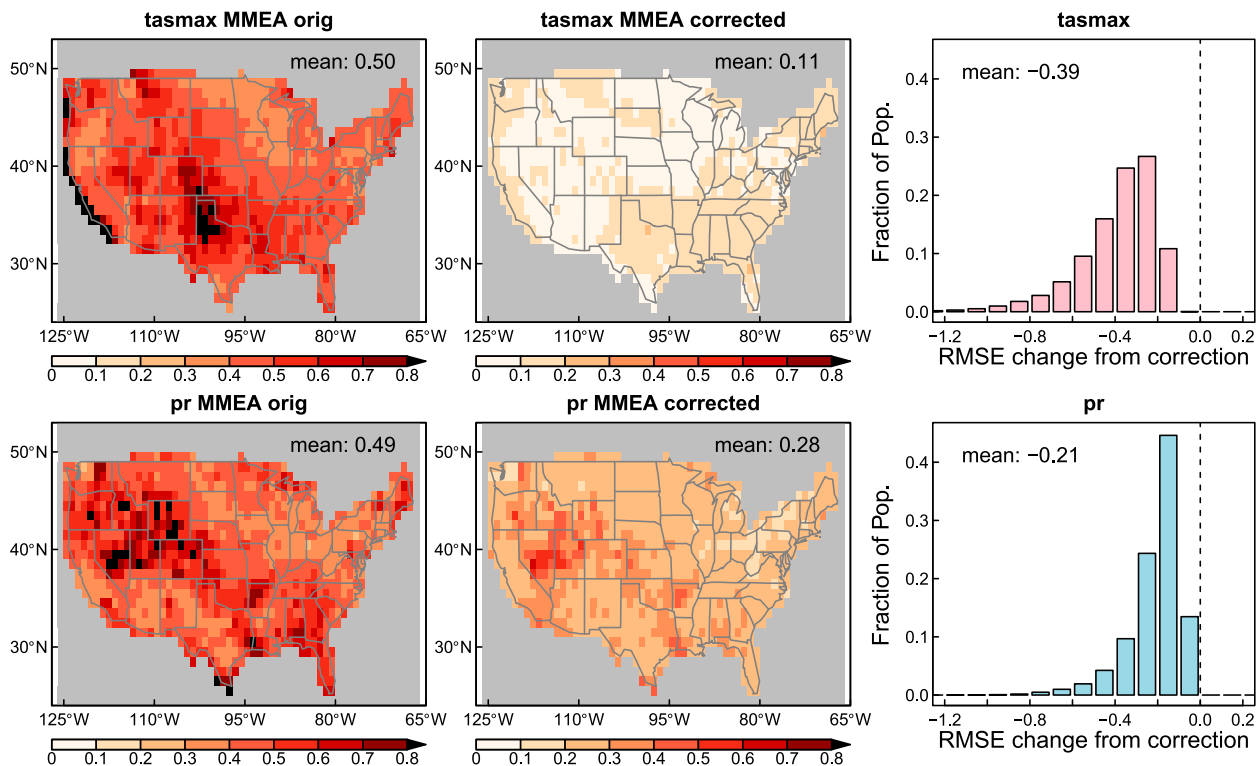 tasmax MMEA orig
mean: 0.50
50°N
40°N
30°N
125°W 110°W 95°W 80°W 65°W
0 0.1 0.2 0.3 0.4 0.5 0.6 0.7 0.8
tasmax MMEA corrected
mean: 0.11
50°N
40°N
30°N
125°W 110°W 95°W 80°W 65°W
0 0.1 0.2 0.3 0.4 0.5 0.6 0.7 0.8
tasmax
mean: −0.39
Fraction of Pop.
0.4
0.3
0.2
0.1
0.0
−1.2 −0.8 −0.4 0.0 0.2
RMSE change from correction
pr MMEA orig
mean: 0.49
50°N
40°N
30°N
125°W 110°W 95°W 80°W 65°W
0 0.1 0.2 0.3 0.4 0.5 0.6 0.7 0.8
pr MMEA corrected
mean: 0.28
50°N
40°N
30°N
125°W 110°W 95°W 80°W 65°W
0 0.1 0.2 0.3 0.4 0.5 0.6 0.7 0.8
pr
mean: −0.21
Fraction of Pop.
0.4
0.3
0.2
0.1
0.0
−1.2 −0.8 −0.4 0.0 0.2
RMSE change from correction